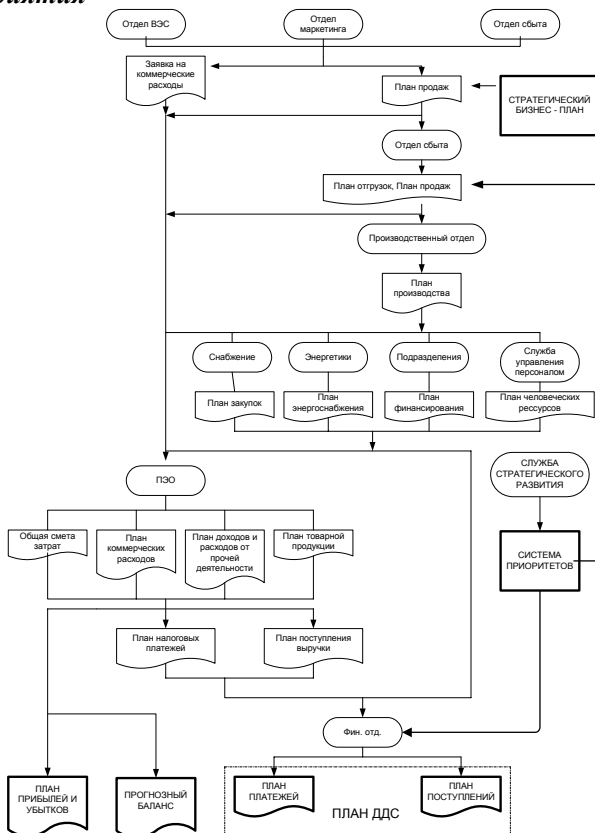 Отдел ВЭС
Отдел
маркетинга
Отдел сбыта
Заявка на
коммерческие
расходы
План продаж
СТРАТЕГИЧЕСКИЙ
БИЗНЕС - ПЛАН
Отдел сбыта
План отгрузок, План продаж
Производственный отдел
План
производства
Снабжение
Энергетики
Подразделения
Служба
управления
персоналом
План закупок
План
энергоснабжения
План
финансирования
План человеческих
рессурсов
ПЭО
СЛУЖБА
СТРАТЕГИЧЕСКОГО
РАЗВИТИЯ
Общая смета
затрат
План
коммерческих
расходов
План доходов и
расходов от
прочей
деятельности
План товарной
продукции
СИСТЕМА
ПРИОРИТЕТОВ
План налоговых
платежей
План поступления
выручки
Фин. отд.
ПЛАН
ПРИБЫЛЕЙ И
УБЫТКОВ
ПРОГНОЗНЫЙ
БАЛАНС
ПЛАН
ПЛАТЕЖЕЙ
ПЛАН ДДС
ПЛАН
ПОСТУПЛЕНИЙ